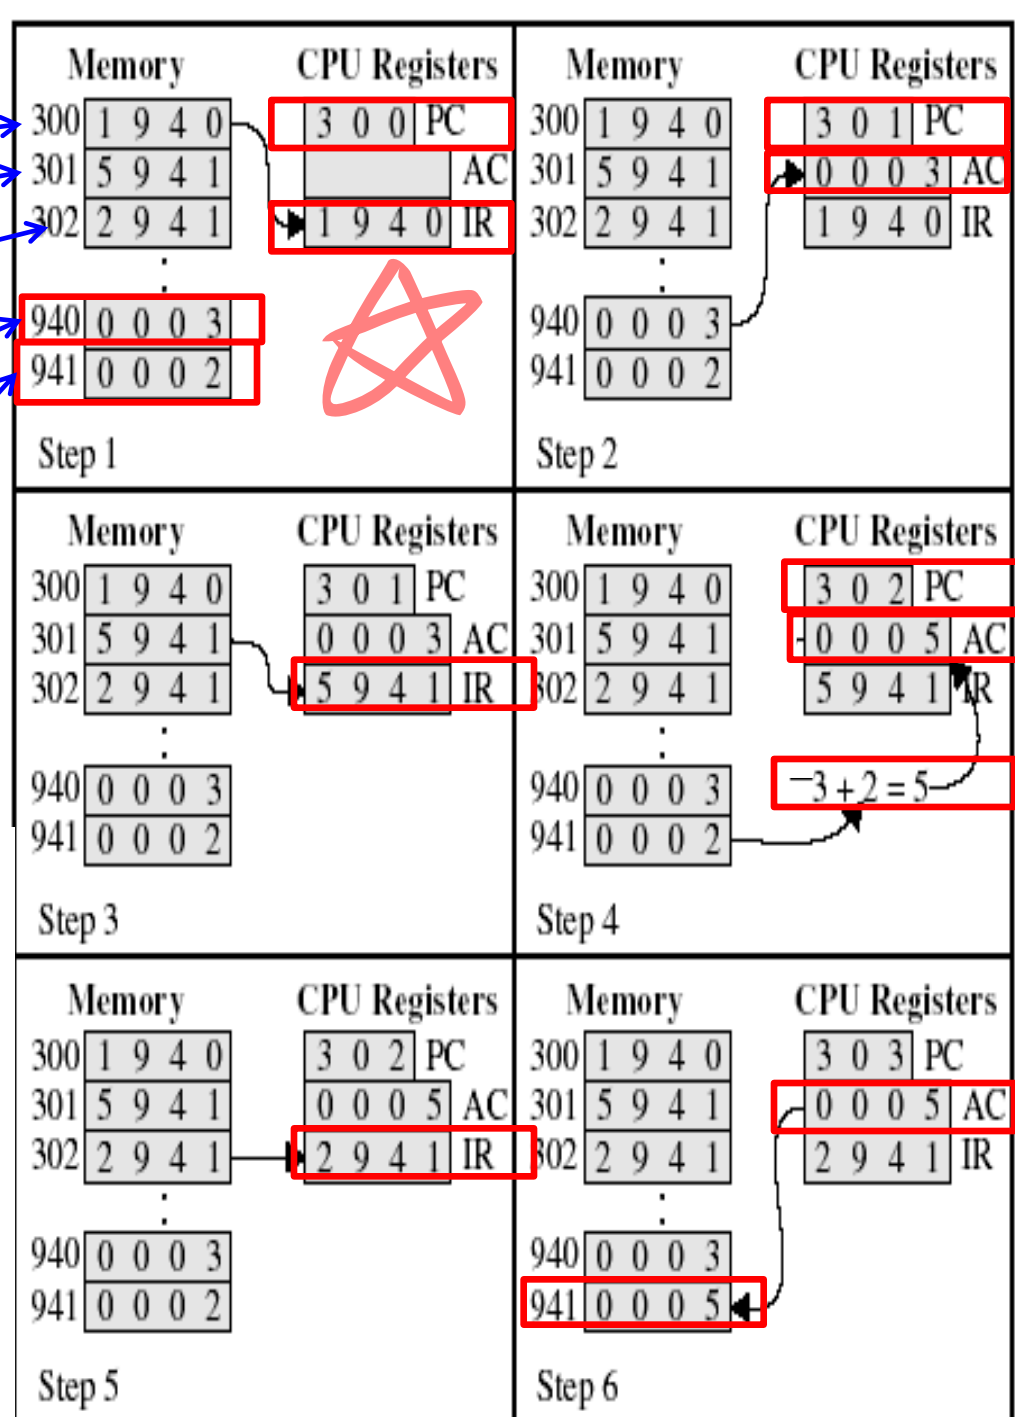 Memory CPU Registers
300 1 9 4 0 3 0 0 PC
301 5 9 4 1 AC
302 2 9 4 1 1 9 4 0 IR
940 0 0 0 3
941 0 0 0 2
Step 1
Memory CPU Registers
300 1 9 4 0 3 0 1 PC
301 5 9 4 1 0 0 0 3 AC
302 2 9 4 1 1 9 4 0 IR
940 0 0 0 3
941 0 0 0 2
Step 2
Memory CPU Registers
300 1 9 4 0 3 0 1 PC
301 5 9 4 1 0 0 0 3 AC
302 2 9 4 1 5 9 4 1 IR
940 0 0 0 3
941 0 0 0 2
Step 3
Memory CPU Registers
300 1 9 4 0 3 0 2 PC
301 5 9 4 1 0 0 0 5 AC
302 2 9 4 1 5 9 4 1 IR
940 0 0 0 3 3 + 2 = 5
941 0 0 0 2
Step 4
Memory CPU Registers
300 1 9 4 0 3 0 2 PC
301 5 9 4 1 0 0 0 5 AC
302 2 9 4 1 2 9 4 1 IR
940 0 0 0 3
941 0 0 0 2
Step 5
Memory CPU Registers
300 1 9 4 0 3 0 3 PC
301 5 9 4 1 0 0 0 5 AC
302 2 9 4 1 2 9 4 1 IR
940 0 0 0 3
941 0 0 0 5
Step 6